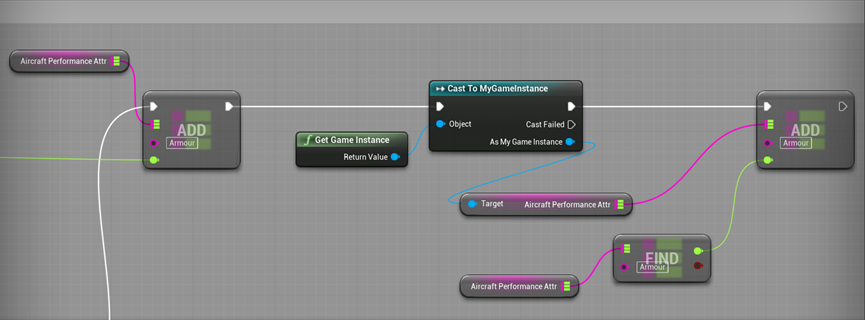 Aircraft Performance Attr
ADD
Armour
f Get Game Instance
Return Value
Cast To MyGameInstance
Object
Cast Failed
As My Game Instance
Target Aircraft Performance Attr
Aircraft Performance Attr
FIND
Armour
ADD
Armour